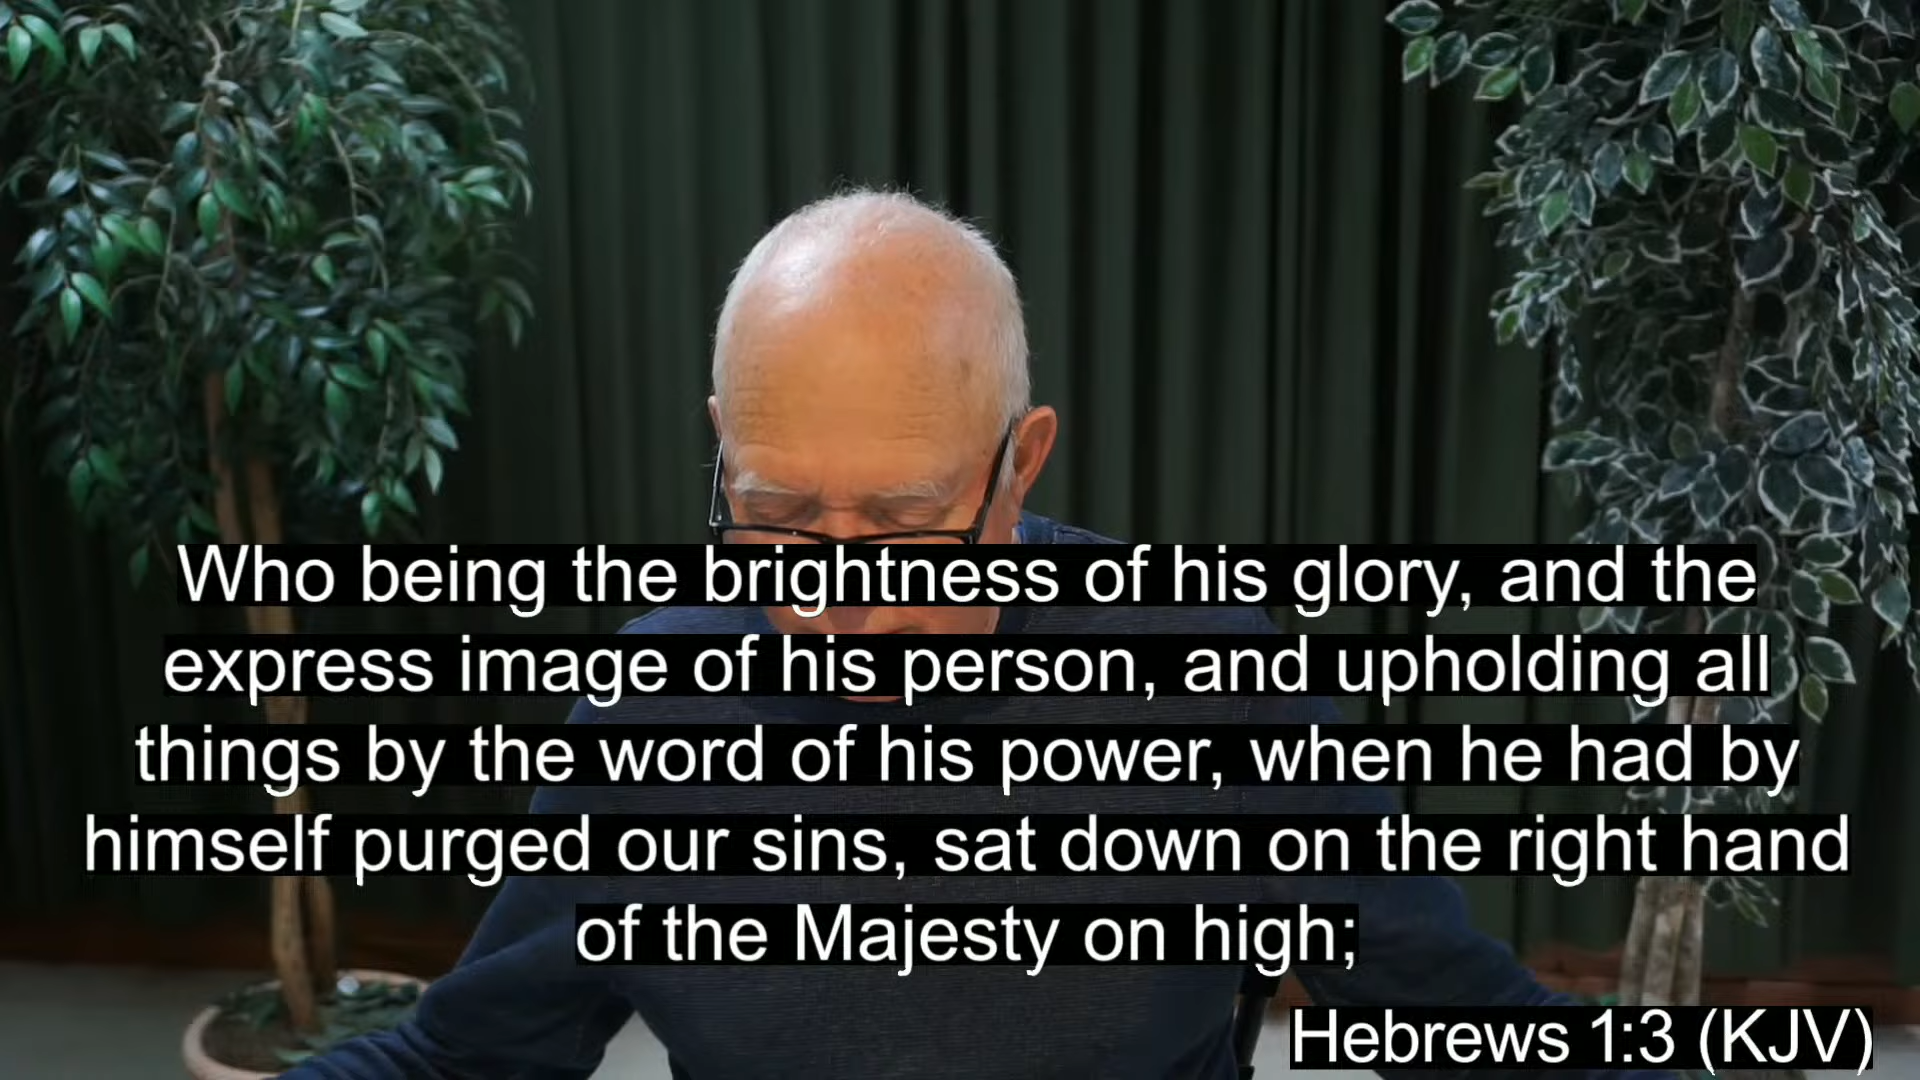 Who being the brightness of his glory, and the
express image of his person, and upholding all
things by the word of his power, when he had by
himself purged our sins, sat down on the right hand
of the Majesty on high;
Hebrews 1:3 (KJV)